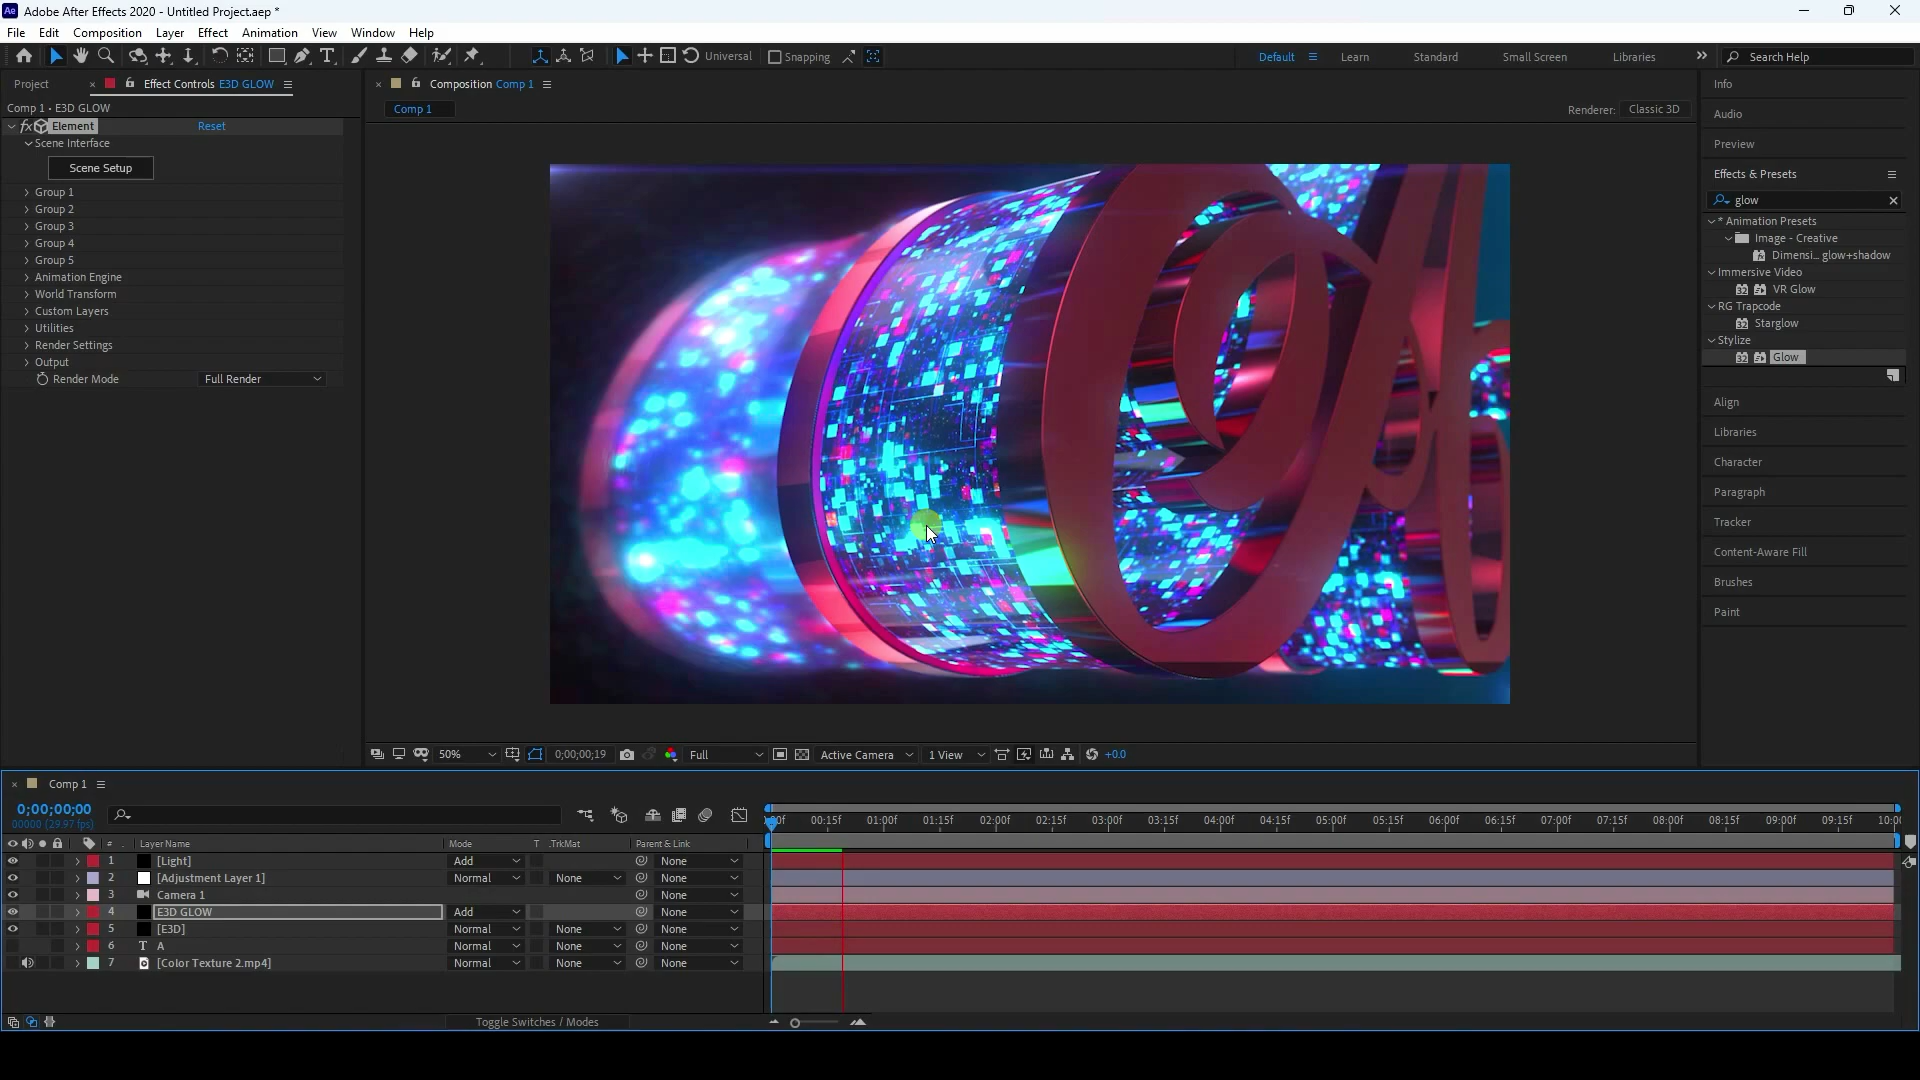 Adobe After Effects 2020 - Untitled Project.aep *
File Edit Composition Layer Effect Animation View Window Help
Universal Snapping Default Learn Standard Small Screen Libraries Search Help
Project Effect Controls E3D GLOW
Comp 1 • E3D GLOW
fx Element Reset
Scene Interface
Scene Setup
Group 1
Group 2
Group 3
Group 4
Group 5
Animation Engine
World Transform
Custom Layers
Utilities
Render Settings
Output
Render Mode Full Render
Composition Comp 1
Comp 1
Renderer: Classic 3D
50% 0;00;00;19 Full Active Camera 1 View +0.0
Info
Audio
Preview
Effects & Presets
glow
* Animation Presets
Image - Creative
Dimensi... glow+shadow
Immersive Video
32 VR Glow
RG Trapcode
32 Starglow
Stylize
32 Glow
Align
Libraries
Character
Paragraph
Tracker
Content-Aware Fill
Brushes
Paint
Comp 1
0;00;00;00
00000 (29.97 fps)
00:15f 01:00f 01:15f 02:00f 02:15f 03:00f 03:15f 04:00f 04:15f 05:00f 05:15f 06:00f 06:15f 07:00f 07:15f 08:00f 08:15f 09:00f 09:15f
# Layer Name Mode T .TrkMat Parent & Link
1 [Light] Add None
2 [Adjustment Layer 1] Normal None None
3 Camera 1 None
4 E3D GLOW Add None
5 [E3D] Normal None None
6 T A Normal None None
7 [Color Texture 2.mp4] Normal None None
Toggle Switches / Modes